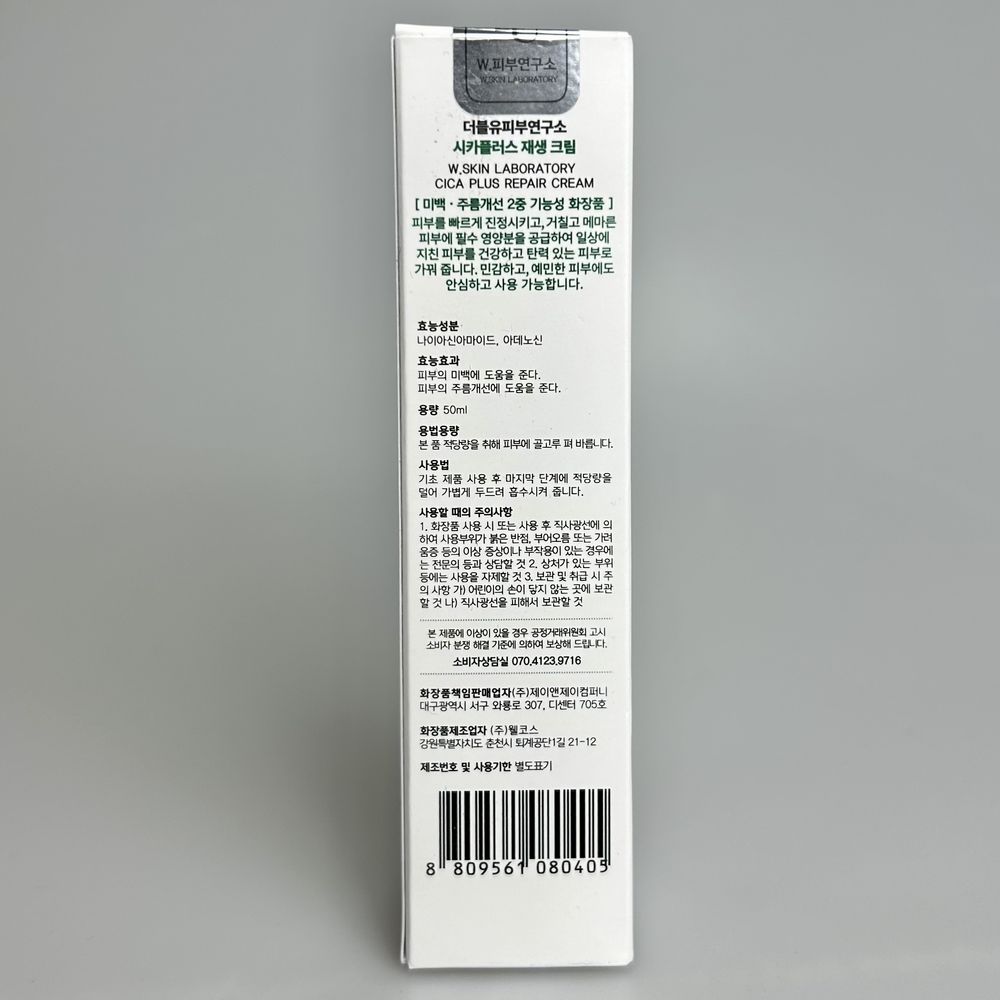 W.피부연구소
W.SKIN LABORATORY
더블유피부연구소
시카플러스 재생 크림
W.SKIN LABORATORY
CICA PLUS REPAIR CREAM
[ 미백 · 주름개선 2중 기능성 화장품 ]
피부를 빠르게 진정시키고, 거칠고 메마른
피부에 필수 영양분을 공급하여 일상에
지친 피부를 건강하고 탄력 있는 피부로
가꿔 줍니다. 민감하고, 예민한 피부에도
안심하고 사용 가능합니다.
효능성분
나이아신아마이드, 아데노신
효능효과
피부의 미백에 도움을 준다.
피부의 주름개선에 도움을 준다.
용량 50ml
용법용량
본 품 적당량을 취해 피부에 골고루 펴 바릅니다.
사용법
기초 제품 사용 후 마지막 단계에 적당량을
덜어 가볍게 두드려 흡수시켜 줍니다.
사용할 때의 주의사항
1. 화장품 사용 시 또는 사용 후 직사광선에 의
하여 사용부위가 붉은 반점, 부어오름 또는 가려
움증 등의 이상 증상이나 부작용이 있는 경우에
는 전문의 등과 상담할 것 2. 상처가 있는 부위
등에는 사용을 자제할 것 3. 보관 및 취급 시 주
의 사항 가) 어린이의 손이 닿지 않는 곳에 보관
할 것 나) 직사광선을 피해서 보관할 것
본 제품에 이상이 있을 경우 공정거래위원회 고시
소비자 분쟁 해결 기준에 의하여 보상해 드립니다.
소비자상담실 070.4123.9716
화장품책임판매업자 (주)제이앤제이컴퍼니
대구광역시 서구 와룡로 307, 디센터 705호
화장품제조업자 (주)웰코스
강원특별자치도 춘천시 퇴계공단1길 21-12
제조번호 및 사용기한 별도표기
8 809561 080405